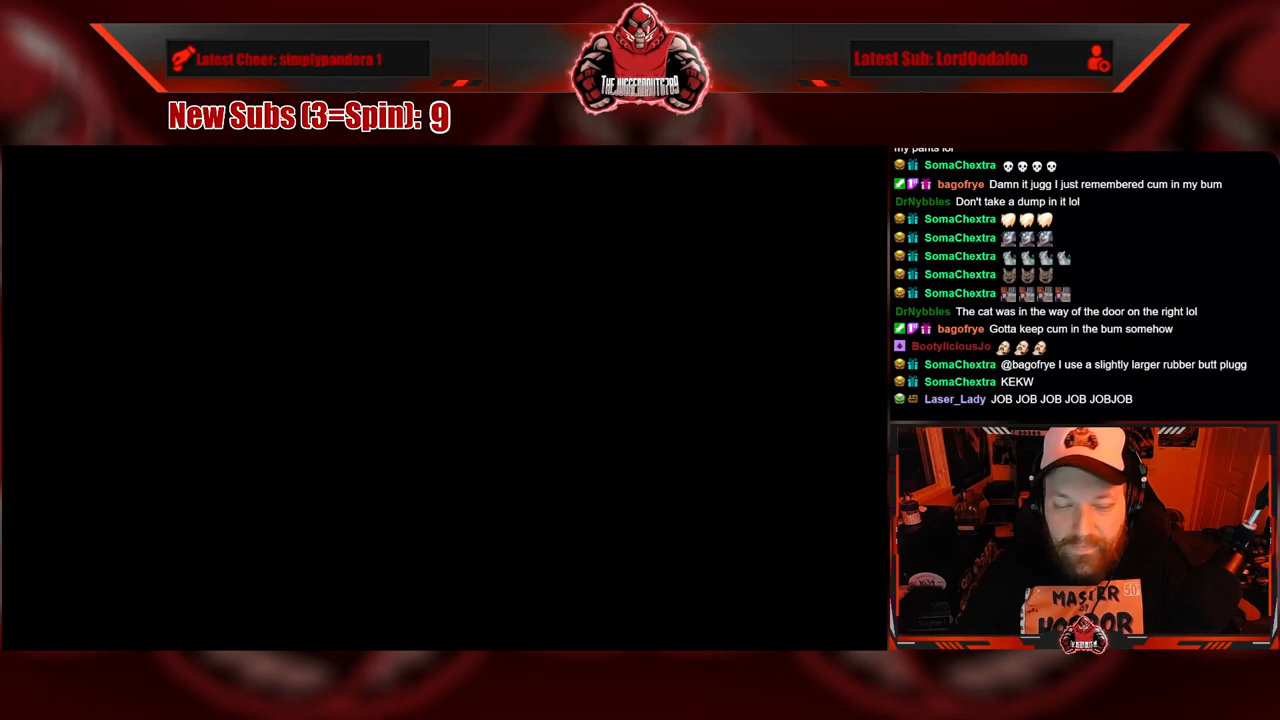 Latest Cheer: simplypandora 1
THEJUGGERNAUT6789
Latest Sub: LordOodaloo
New Subs (3=Spin): 9
my pants lol
SomaChextra
bagofrye Damn it jugg I just remembered cum in my bum
DrNybbles Don't take a dump in it lol
SomaChextra
SomaChextra
SomaChextra
SomaChextra
SomaChextra
DrNybbles The cat was in the way of the door on the right lol
bagofrye Gotta keep cum in the bum somehow
BootyliciousJo
SomaChextra @bagofrye I use a slightly larger rubber butt plugg
SomaChextra KEKW
Laser_Lady JOB JOB JOB JOB JOBJOB
MASTER 50¢
OF
HORROR